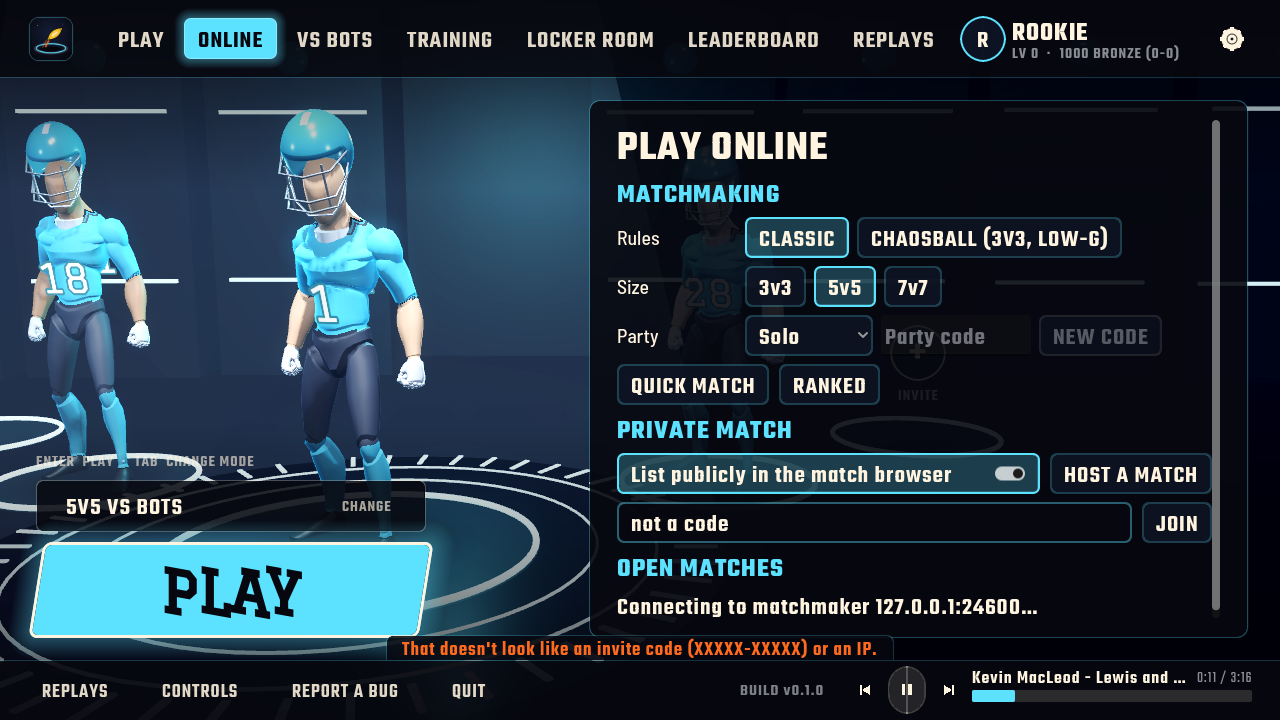 PLAY ONLINE VS BOTS TRAINING LOCKER ROOM LEADERBOARD REPLAYS R ROOKIE
LV 0 · 1000 BRONZE (0-0)
PLAY ONLINE
MATCHMAKING
Rules CLASSIC CHAOSBALL (3V3, LOW-G)
Size 3v3 5v5 7v7
Party Solo Party code NEW CODE
INVITE
QUICK MATCH RANKED
PRIVATE MATCH
List publicly in the match browser HOST A MATCH
not a code JOIN
OPEN MATCHES
Connecting to matchmaker 127.0.0.1:24600...
18
1
28
ENTER PLAY · TAB CHANGE MODE
5V5 VS BOTS CHANGE
PLAY
That doesn't look like an invite code (XXXXX-XXXXX) or an IP.
REPLAYS CONTROLS REPORT A BUG QUIT BUILD v0.1.0 Kevin MacLeod - Lewis and ... 0:11 / 3:16